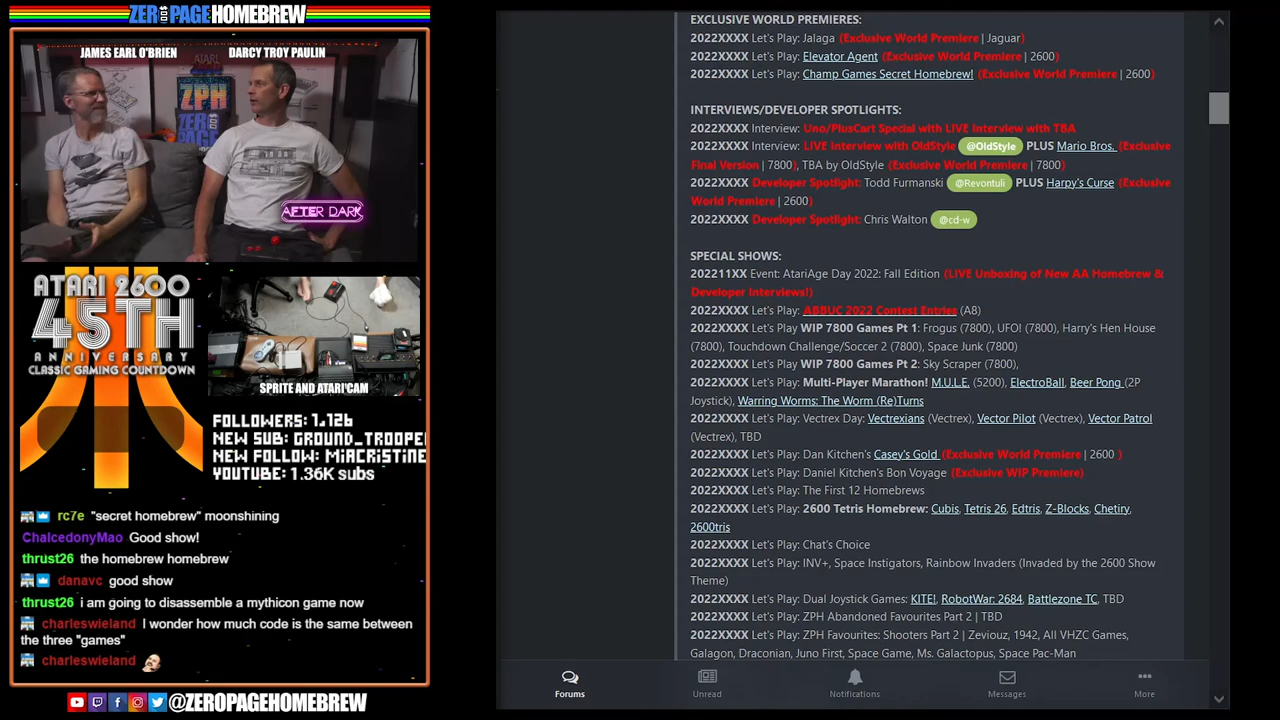 ZEROPAGEHOMEBREW
JAMES EARL O'BRIEN
DARCY TROY PAULIN
ATARI
ZPH
AFTER DARK
ATARI 2600
45TH
ANNIVERSARY
CLASSIC GAMING COUNTDOWN
SPRITE AND ATARI'CAM
FOLLOWERS: 1,126
NEW SUB: GROUND_TROOPER
NEW FOLLOW: MIACRISTINE
YOUTUBE: 1.36K subs
rc7e "secret homebrew" moonshining
ChalcedonyMao Good show!
thrust26 the homebrew homebrew
danavc good show
thrust26 i am going to disassemble a mythicon game now
charleswieland I wonder how much code is the same between
the three "games"
charleswieland
@ZEROPAGEHOMEBREW
EXCLUSIVE WORLD PREMIERES:
2022XXXX Let's Play: Jalaga (Exclusive World Premiere | Jaguar)
2022XXXX Let's Play: Elevator Agent (Exclusive World Premiere | 2600)
2022XXXX Let's Play: Champ Games Secret Homebrew! (Exclusive World Premiere | 2600)
INTERVIEWS/DEVELOPER SPOTLIGHTS:
2022XXXX Interview: Uno/PlusCart Special with LIVE Interview with TBA
2022XXXX Interview: LIVE Interview with OldStyle @OldStyle PLUS Mario Bros. (Exclusive
Final Version | 7800), TBA by OldStyle (Exclusive World Premiere | 7800)
2022XXXX Developer Spotlight: Todd Furmanski @Revontuli PLUS Harpy's Curse (Exclusive
World Premiere | 2600)
2022XXXX Developer Spotlight: Chris Walton @cd-w
SPECIAL SHOWS:
202211XX Event: AtariAge Day 2022: Fall Edition (LIVE Unboxing of New AA Homebrew &
Developer Interviews!)
2022XXXX Let's Play: ABBUC 2022 Contest Entries (A8)
2022XXXX Let's Play WIP 7800 Games Pt 1: Frogus (7800), UFO! (7800), Harry's Hen House
(7800), Touchdown Challenge/Soccer 2 (7800), Space Junk (7800)
2022XXXX Let's Play WIP 7800 Games Pt 2: Sky Scraper (7800),
2022XXXX Let's Play: Multi-Player Marathon! M.U.L.E. (5200), ElectroBall, Beer Pong (2P
Joystick), Warring Worms: The Worm (Re)Turns
2022XXXX Let's Play: Vectrex Day: Vectrexians (Vectrex), Vector Pilot (Vectrex), Vector Patrol
(Vectrex), TBD
2022XXXX Let's Play: Dan Kitchen's Casey's Gold (Exclusive World Premiere | 2600 )
2022XXXX Let's Play: Daniel Kitchen's Bon Voyage (Exclusive WIP Premiere)
2022XXXX Let's Play: The First 12 Homebrews
2022XXXX Let's Play: 2600 Tetris Homebrew: Cubis, Tetris 26, Edtris, Z-Blocks, Chetiry,
2600tris
2022XXXX Let's Play: Chat's Choice
2022XXXX Let's Play: INV+, Space Instigators, Rainbow Invaders (Invaded by the 2600 Show
Theme)
2022XXXX Let's Play: Dual Joystick Games: KITE!, RobotWar: 2684, Battlezone TC, TBD
2022XXXX Let's Play: ZPH Abandoned Favourites Part 2 | TBD
2022XXXX Let's Play: ZPH Favourites: Shooters Part 2 | Zeviouz, 1942, All VHZC Games,
Galagon, Draconian, Juno First, Space Game, Ms. Galactopus, Space Pac-Man
Forums
Unread
Notifications
Messages
More